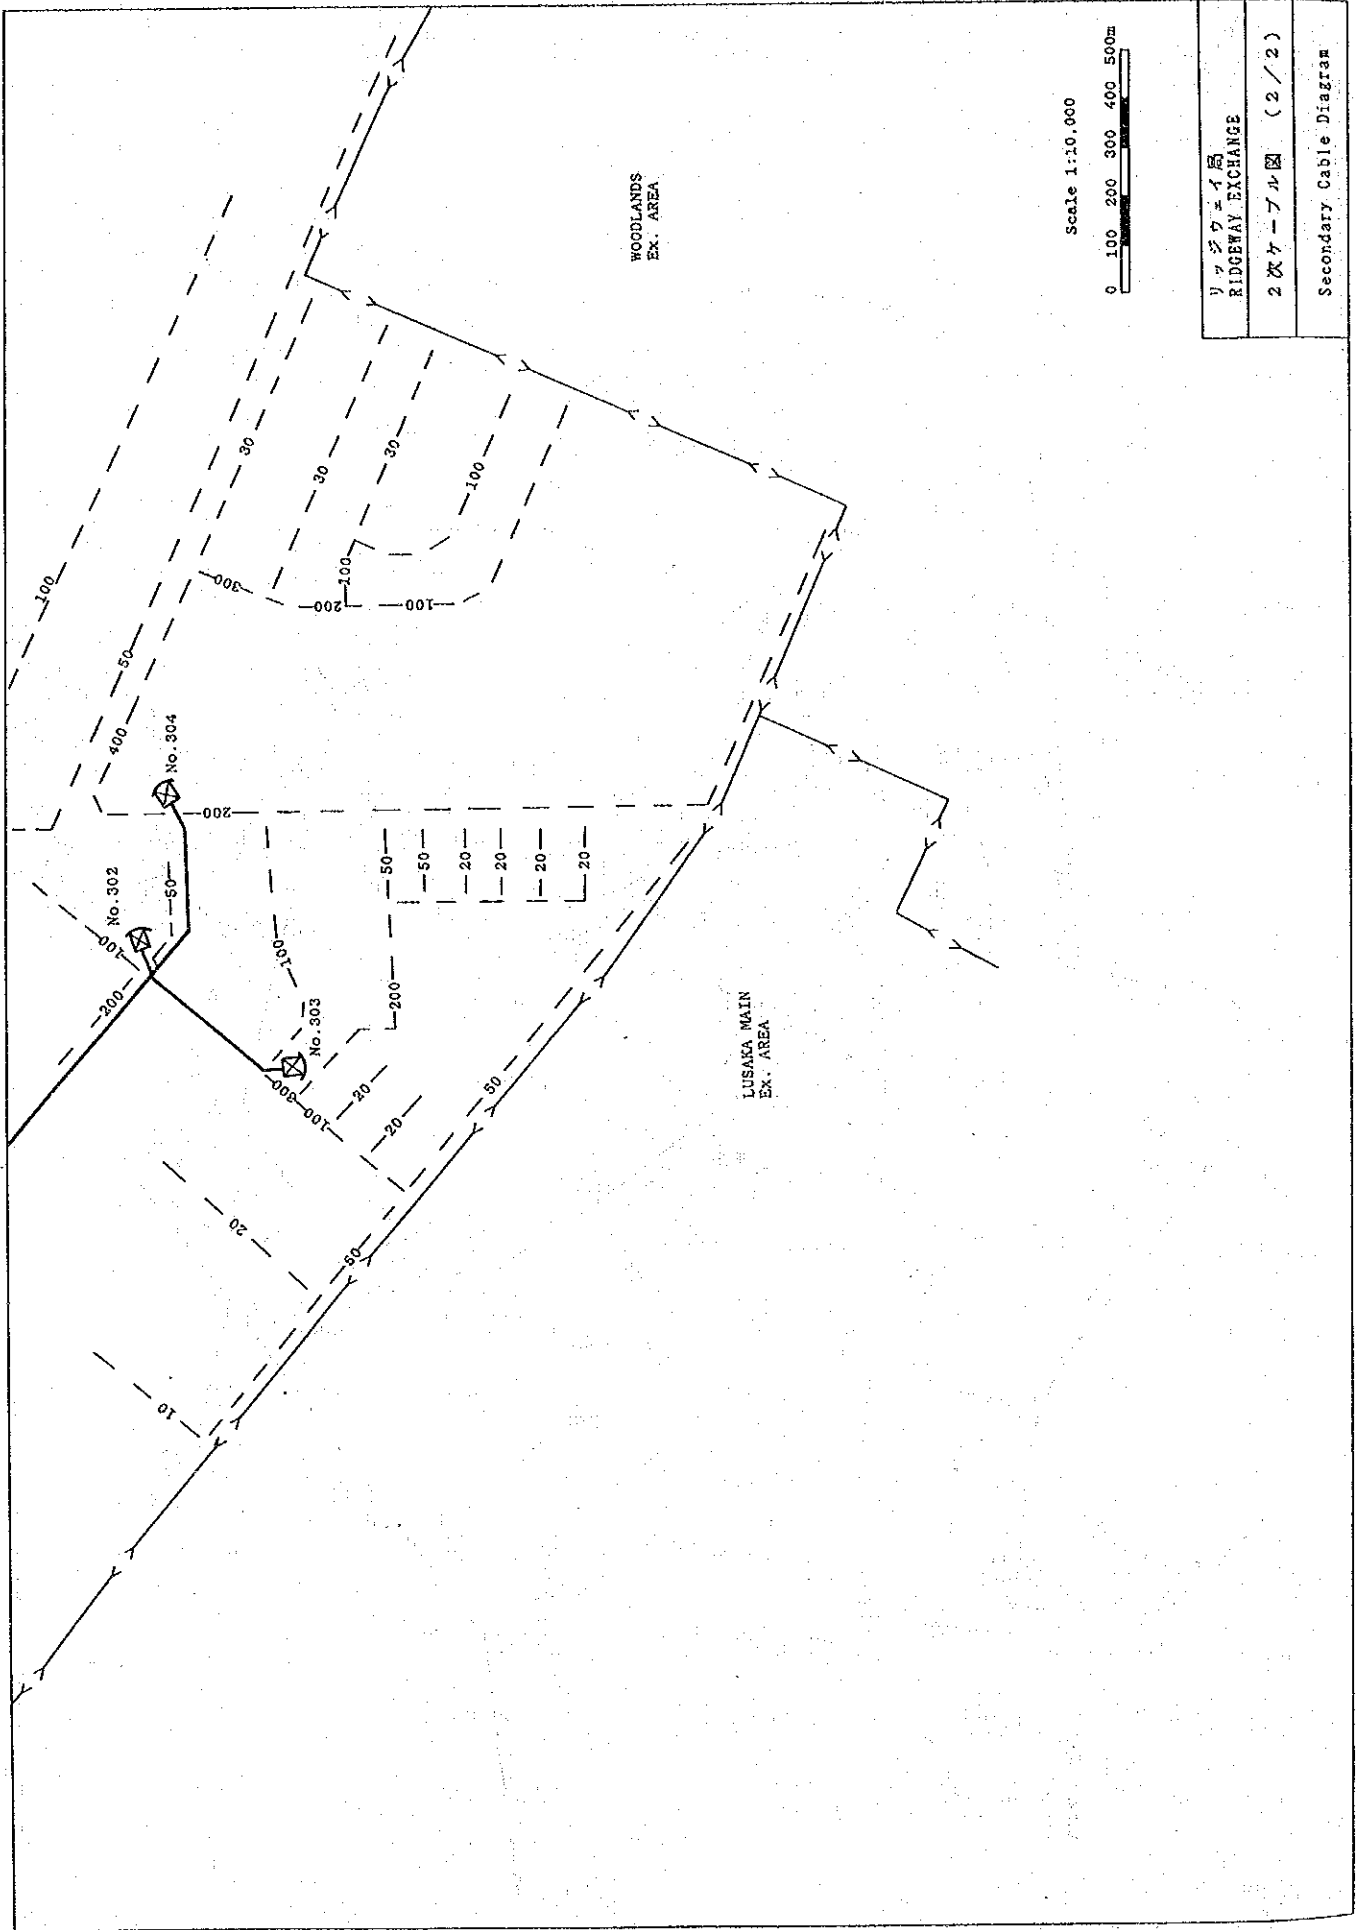 100
50
400
No.304
No.302
100
200
50
200
30
300
30
30
100
100
200
100
WOODLANDS
Ex. AREA
100
No.303
300
100
20
20
200
50
50
20
20
20
20
50
50
20
10
LUSAKA MAIN
Ex. AREA
Scale 1:10,000
0 100 200 300 400 500m
リッジウェイ局
RIDGEWAY EXCHANGE
2次ケーブル図 (2/2)
Secondary Cable Diagram